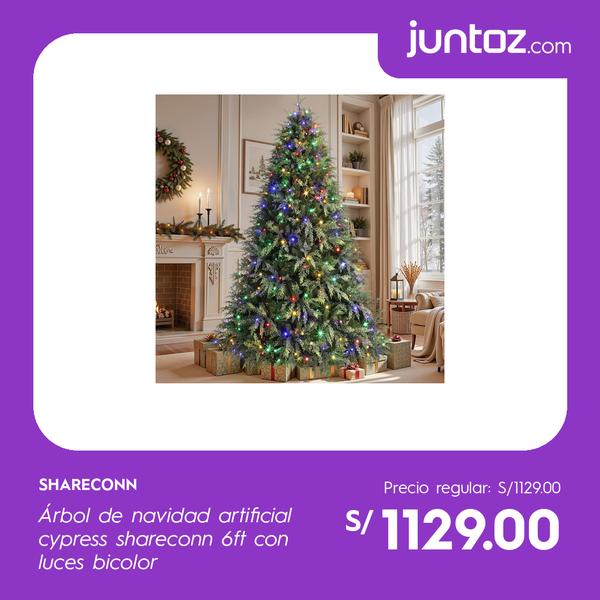 juntoz.com
SHARECONN
Árbol de navidad artificial
cypress shareconn 6ft con
luces bicolor
Precio regular: S/1129.00
S/ 1129.00